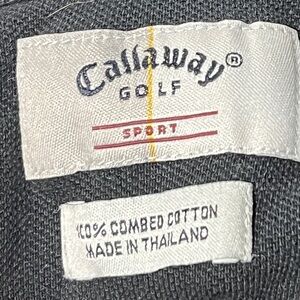 Callaway®
GOLF
SPORT
100% COMBED COTTON
MADE IN THAILAND